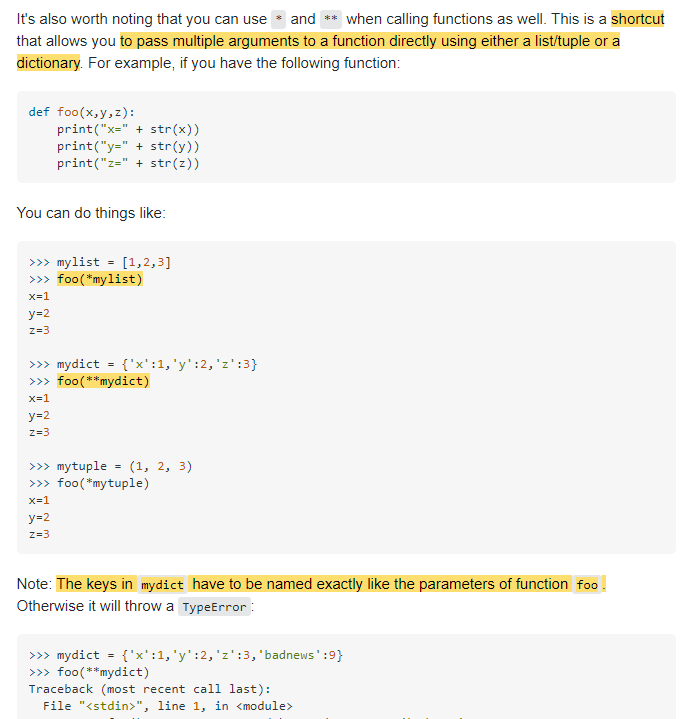 It's also worth noting that you can use * and ** when calling functions as well. This is a shortcut
that allows you to pass multiple arguments to a function directly using either a list/tuple or a
dictionary. For example, if you have the following function:
def foo(x,y,z):
    print("x=" + str(x))
    print("y=" + str(y))
    print("z=" + str(z))
You can do things like:
>>> mylist = [1,2,3]
>>> foo(*mylist)
x=1
y=2
z=3
>>> mydict = {'x':1,'y':2,'z':3}
>>> foo(**mydict)
x=1
y=2
z=3
>>> mytuple = (1, 2, 3)
>>> foo(*mytuple)
x=1
y=2
z=3
Note: The keys in mydict have to be named exactly like the parameters of function foo.
Otherwise it will throw a TypeError:
>>> mydict = {'x':1,'y':2,'z':3,'badnews':9}
>>> foo(**mydict)
Traceback (most recent call last):
  File "<stdin>", line 1, in <module>